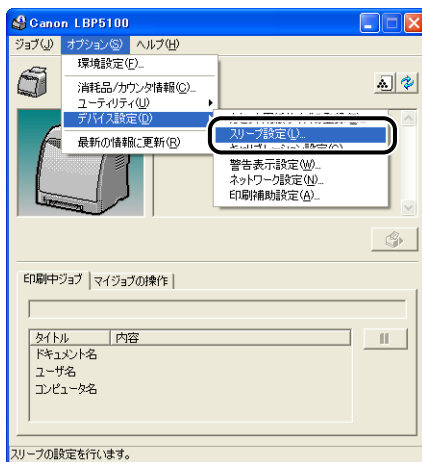 Canon LBP5100
ジョブ(J) オプション(S) ヘルプ(H)
環境設定(F)...
消耗品/カウンタ情報(C)...
ユーティリティ(U)
デバイス設定(D)
最新の情報に更新(R)
スリープ設定(L)...
警告表示設定(W)...
ネットワーク設定(N)...
印刷補助設定(A)...
印刷中ジョブ マイジョブの操作
タイトル 内容
ドキュメント名
ユーザ名
コンピュータ名
スリープの設定を行います。